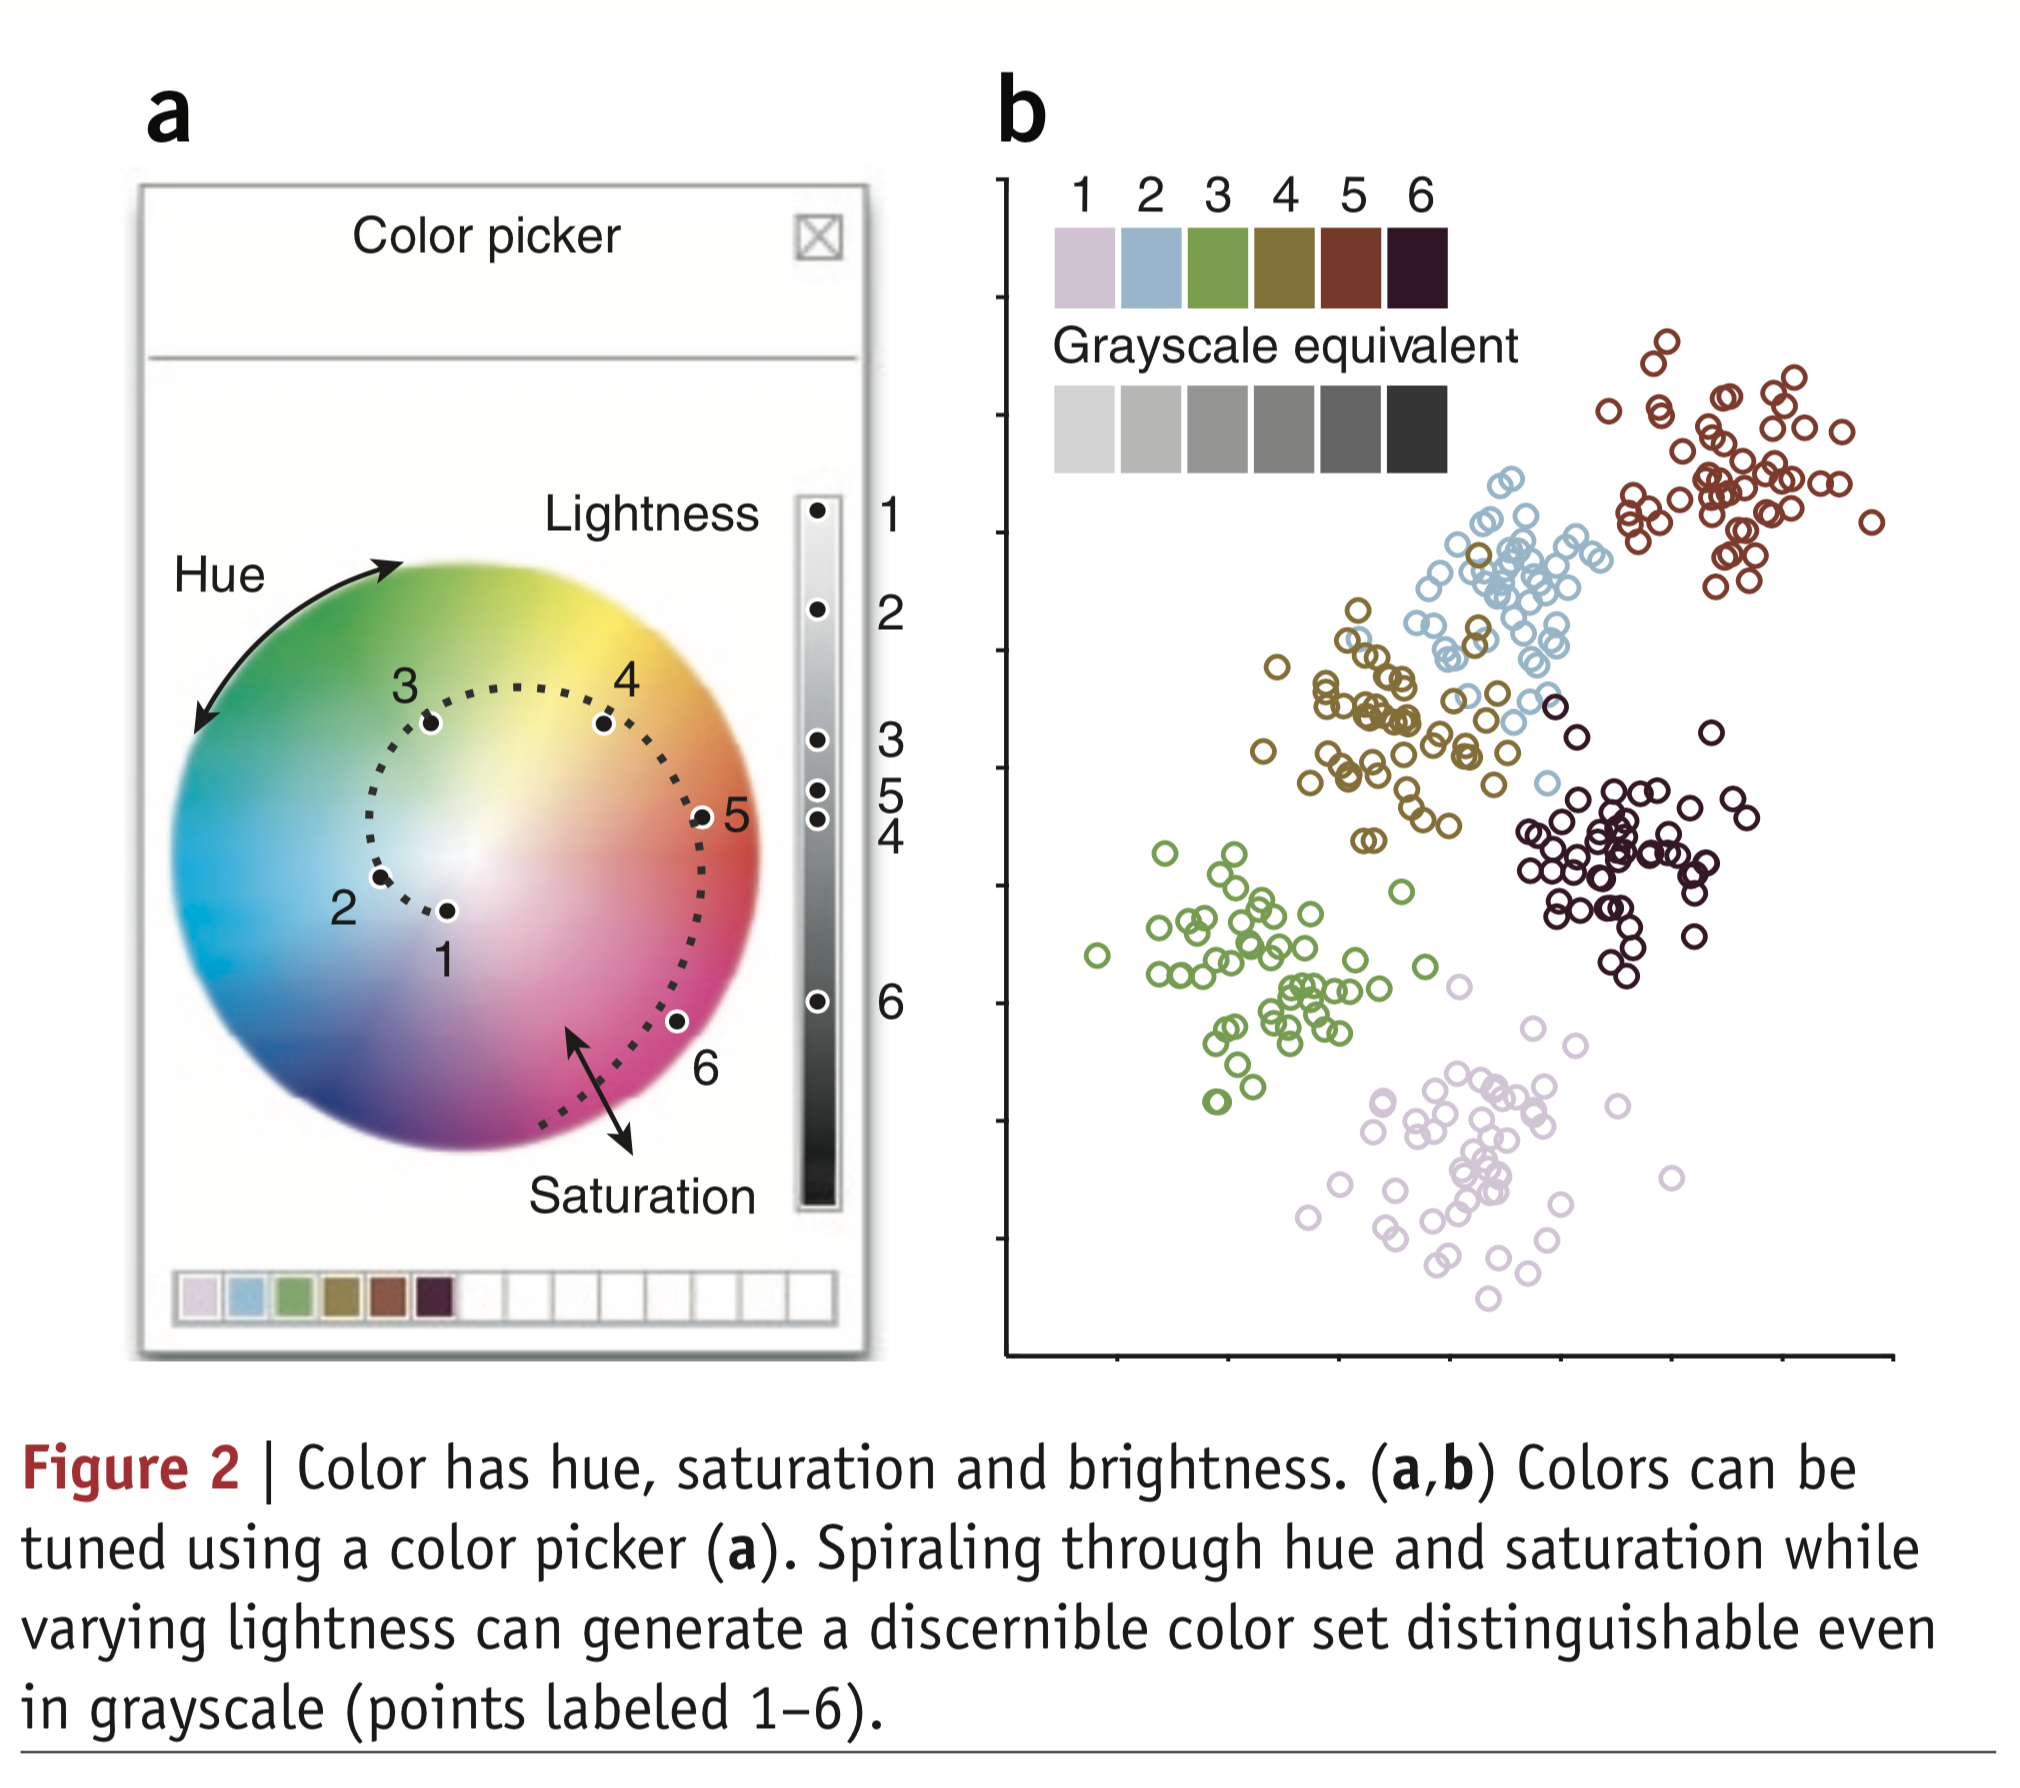 a
Color picker
Lightness
Hue
1
2
3
5
4
6
3
4
5
2
1
6
Saturation
b
1 2 3 4 5 6
Grayscale equivalent
Figure 2 | Color has hue, saturation and brightness. (a,b) Colors can be
tuned using a color picker (a). Spiraling through hue and saturation while
varying lightness can generate a discernible color set distinguishable even
in grayscale (points labeled 1–6).